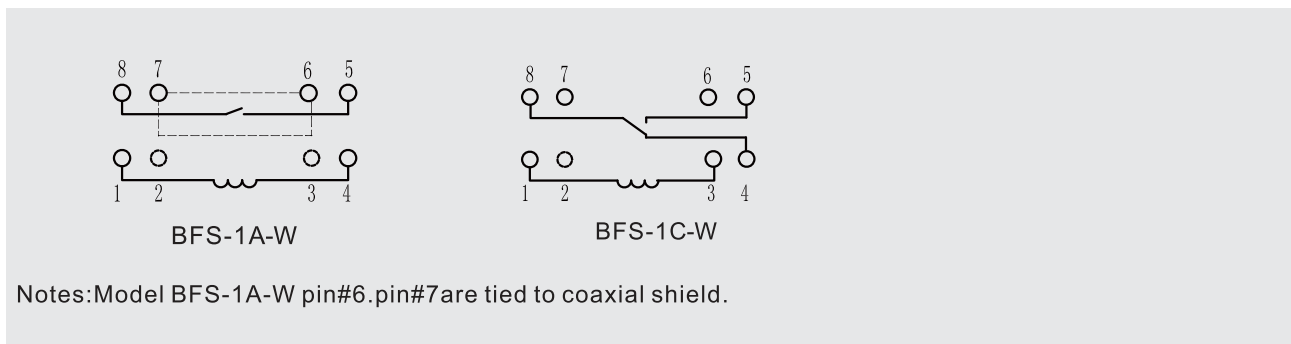 8 7 6 5
1 2 3 4
BFS-1A-W
8 7 6 5
1 2 3 4
BFS-1C-W
Notes:Model BFS-1A-W pin#6.pin#7are tied to coaxial shield.